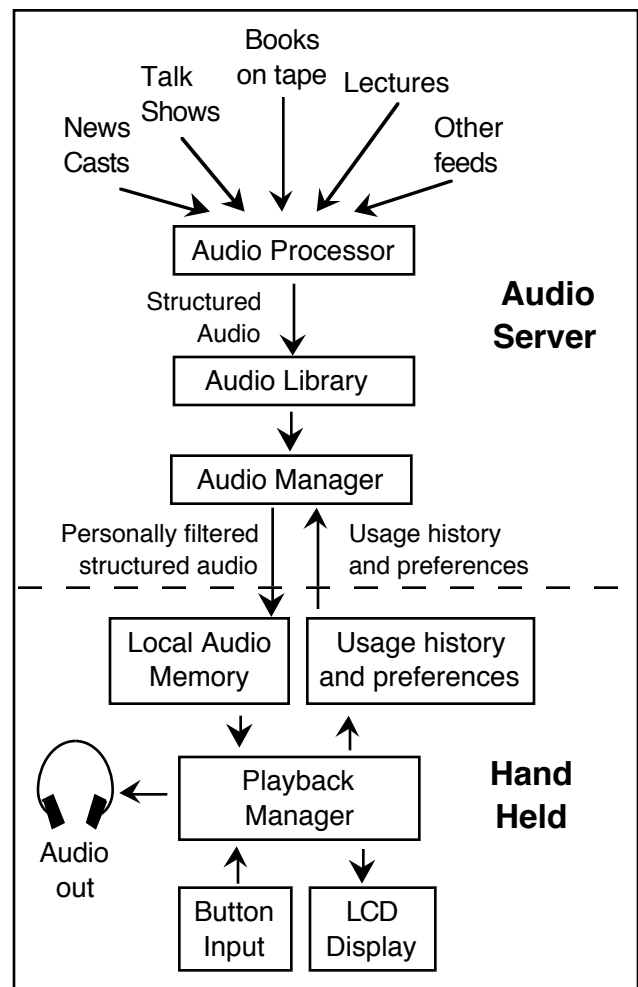 Books
on tape
Talk
Shows
Lectures
News
Casts
Other
feeds
Audio Processor
Structured
Audio
Audio
Server
Audio Library
Audio Manager
Personally filtered
structured audio
Usage history
and preferences
Local Audio
Memory
Usage history
and preferences
Playback
Manager
Hand
Held
Audio
out
Button
Input
LCD
Display